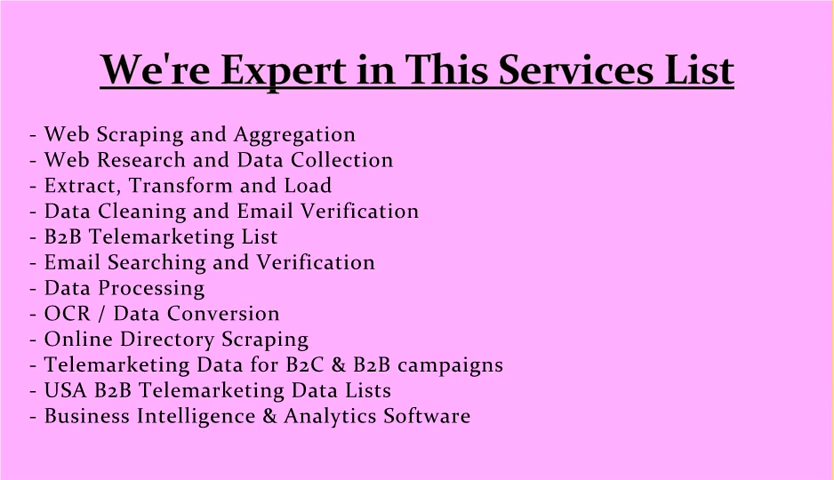 We're Expert in This Services List
- Web Scraping and Aggregation
- Web Research and Data Collection
- Extract, Transform and Load
- Data Cleaning and Email Verification
- B2B Telemarketing List
- Email Searching and Verification
- Data Processing
- OCR / Data Conversion
- Online Directory Scraping
- Telemarketing Data for B2C & B2B campaigns
- USA B2B Telemarketing Data Lists
- Business Intelligence & Analytics Software